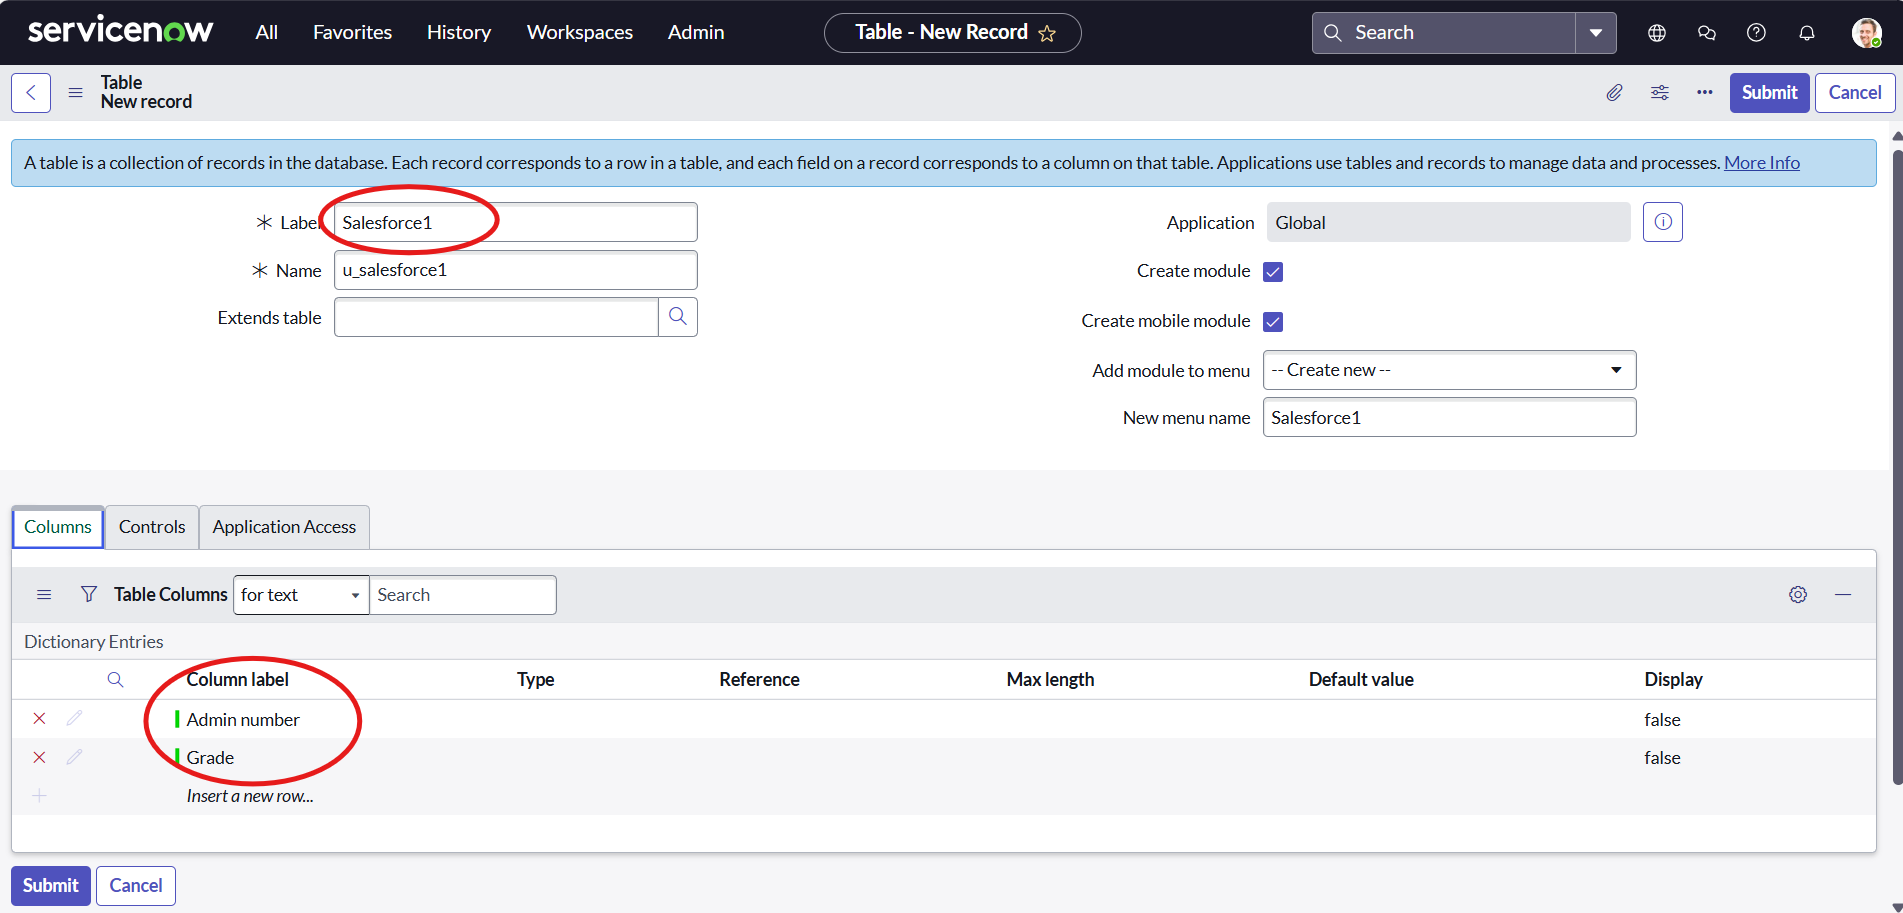 servicenow All Favorites History Workspaces Admin Table - New Record Search
Table
New record
Submit Cancel
A table is a collection of records in the database. Each record corresponds to a row in a table, and each field on a record corresponds to a column on that table. Applications use tables and records to manage data and processes. More Info
Label Salesforce1 Application Global
Name u_salesforce1 Create module
Extends table Create mobile module
Add module to menu -- Create new --
New menu name Salesforce1
Columns Controls Application Access
Table Columns for text Search
Dictionary Entries
Column label Type Reference Max length Default value Display
Admin number false
Grade false
Insert a new row...
Submit Cancel